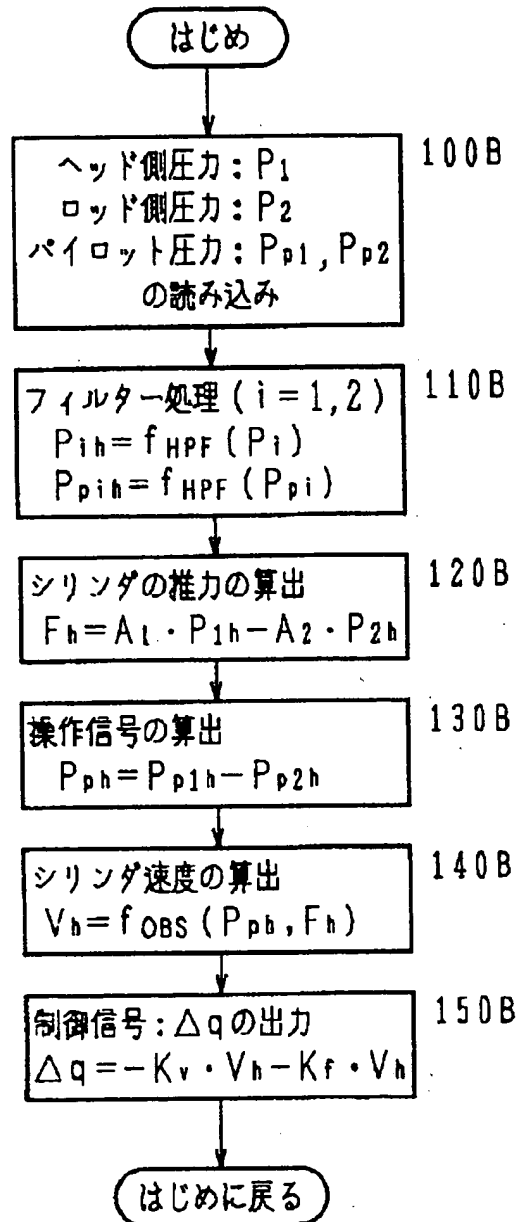 はじめ
100B
ヘッド側圧力：P1
ロッド側圧力：P2
パイロット圧力：Pp1, Pp2
の読み込み
110B
フィルター処理 (i=1,2)
Pih=fHPF(Pi)
Ppih=fHPF(Ppi)
120B
シリンダの推力の算出
Fh=A1・P1h-A2・P2h
130B
操作信号の算出
Pph=Pp1h-Pp2h
140B
シリンダ速度の算出
Vh=fOBS(Pph,Fh)
150B
制御信号：△qの出力
△q=-Kv・Vh-Kf・Vh
はじめに戻る